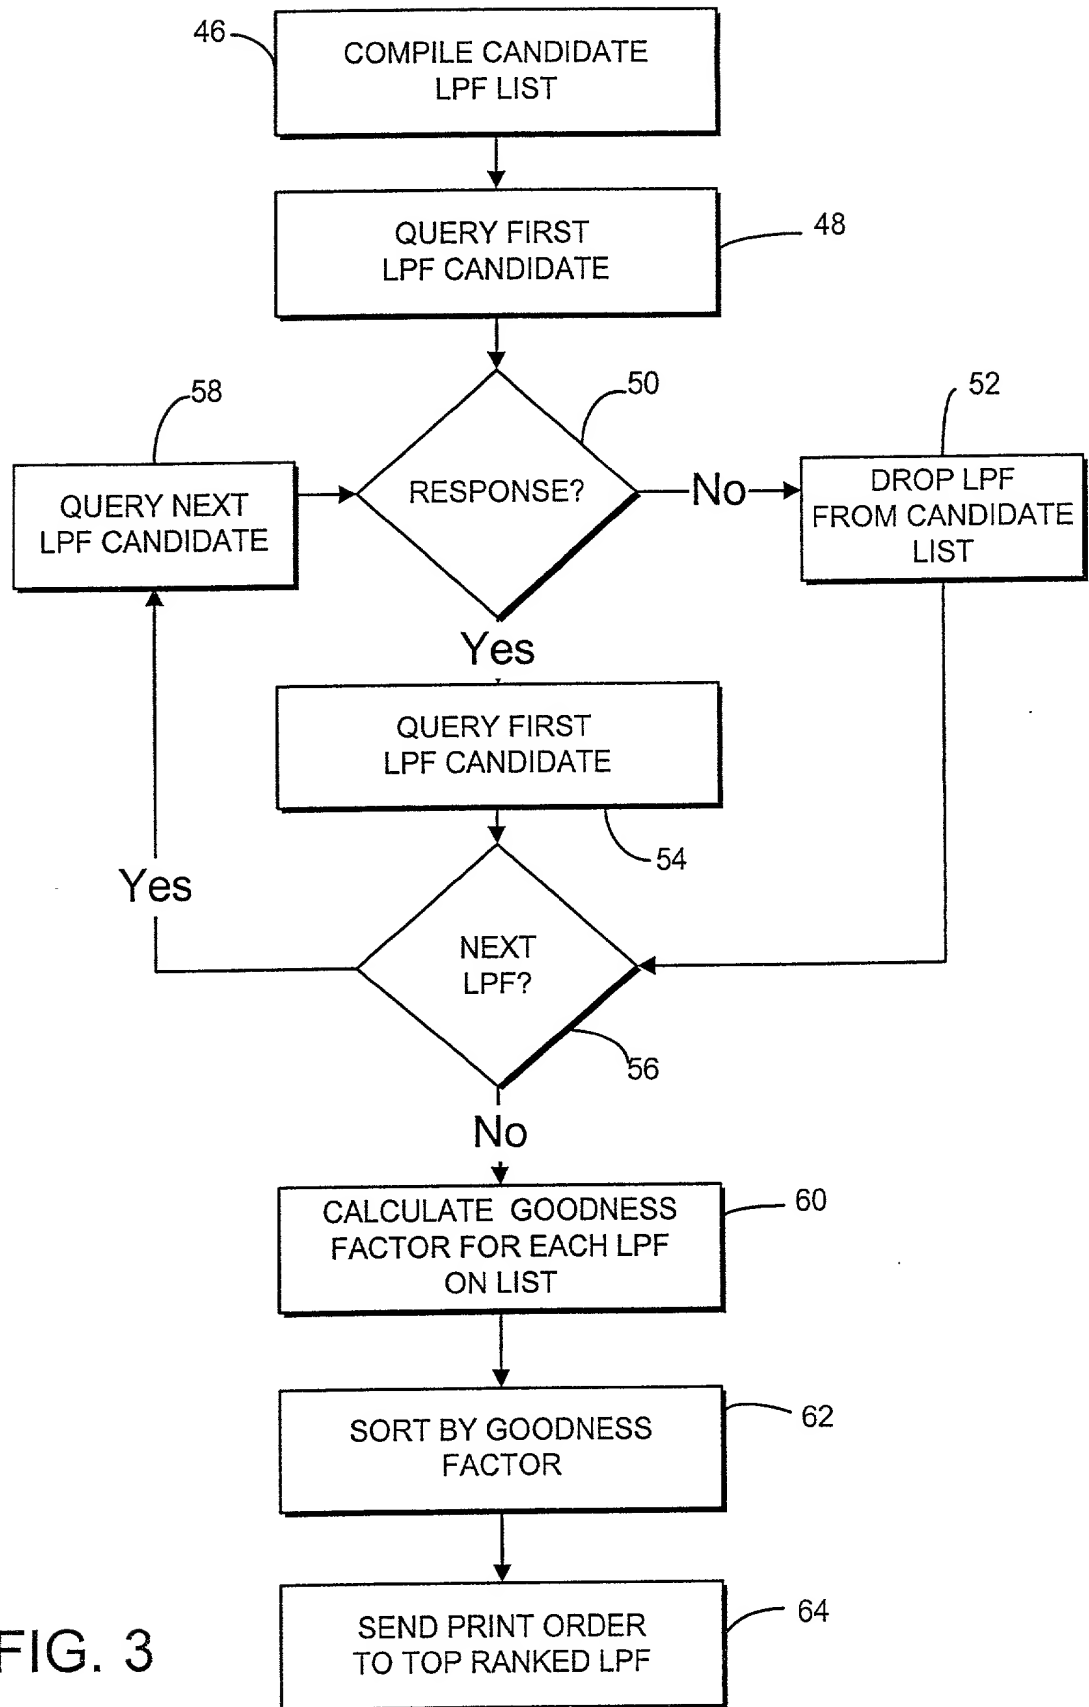 46
COMPILE CANDIDATE
LPF LIST
QUERY FIRST
LPF CANDIDATE
48
58
50
52
QUERY NEXT
LPF CANDIDATE
RESPONSE?
No
DROP LPF
FROM CANDIDATE
LIST
Yes
QUERY FIRST
LPF CANDIDATE
54
Yes
NEXT
LPF?
56
No
CALCULATE GOODNESS
FACTOR FOR EACH LPF
ON LIST
60
SORT BY GOODNESS
FACTOR
62
SEND PRINT ORDER
TO TOP RANKED LPF
64
FIG. 3